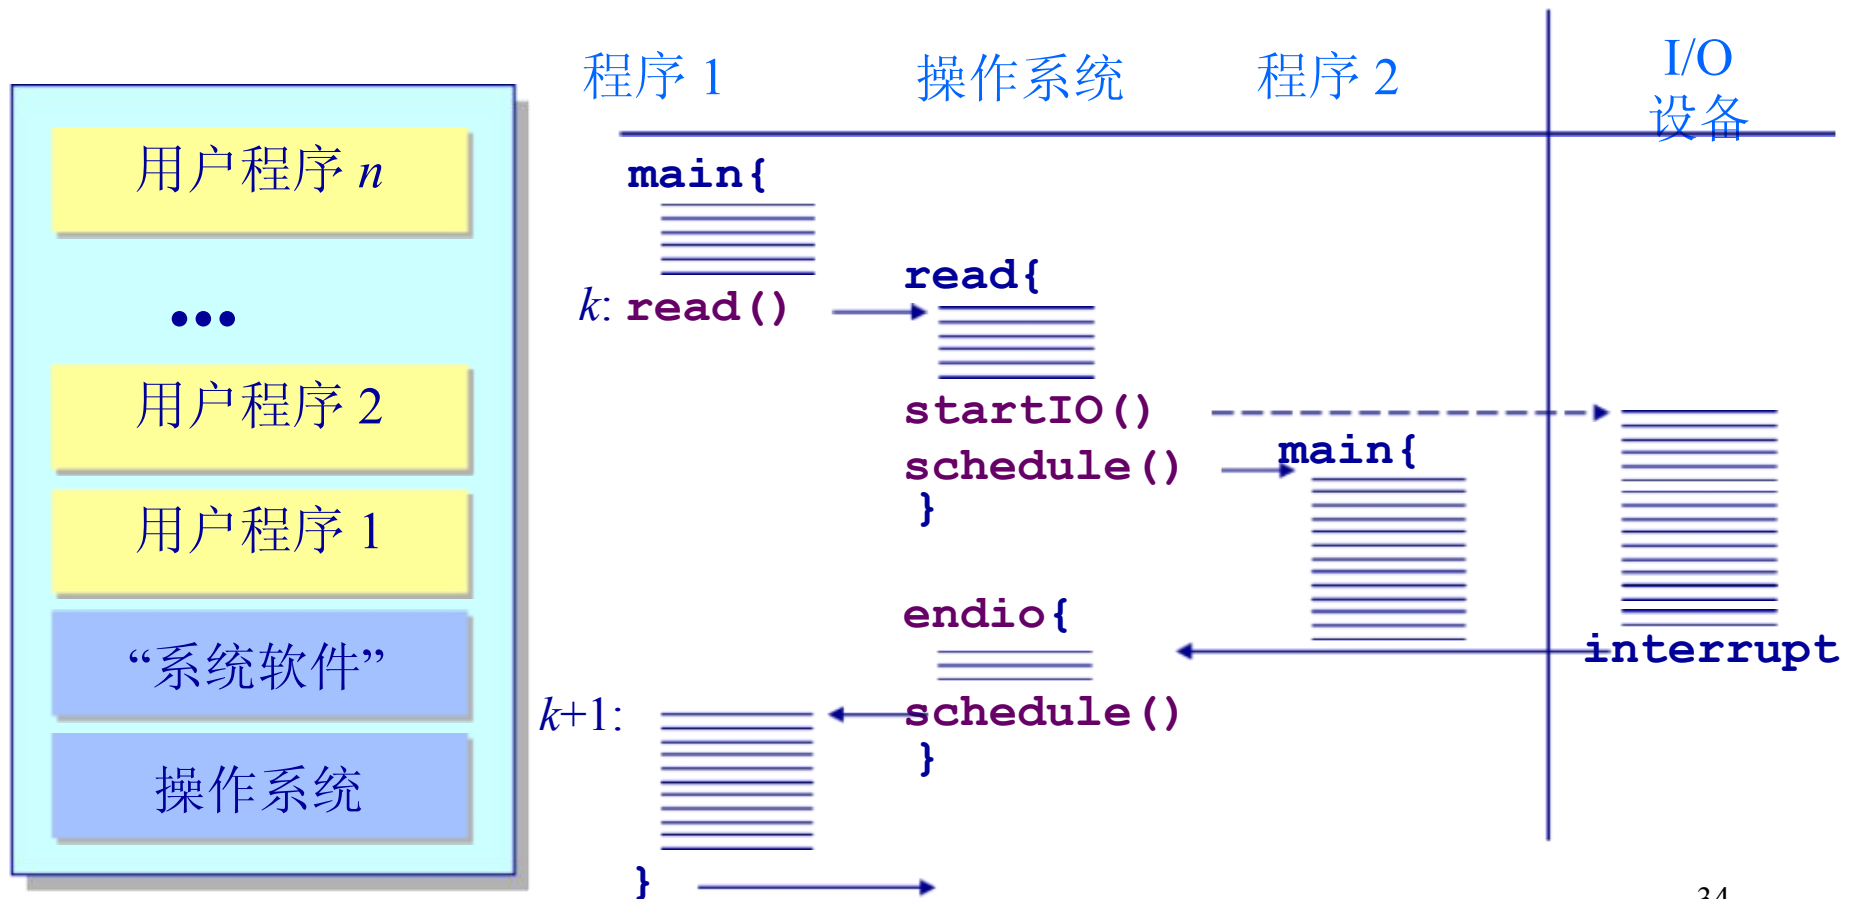 用户程序 n
•••
用户程序 2
用户程序 1
“系统软件”
操作系统
程序 1
操作系统
程序 2
I/O
设备
main{
k: read()
read{
startIO()
schedule()
}
main{
endio{
interrupt
k+1:
schedule()
}
}
34